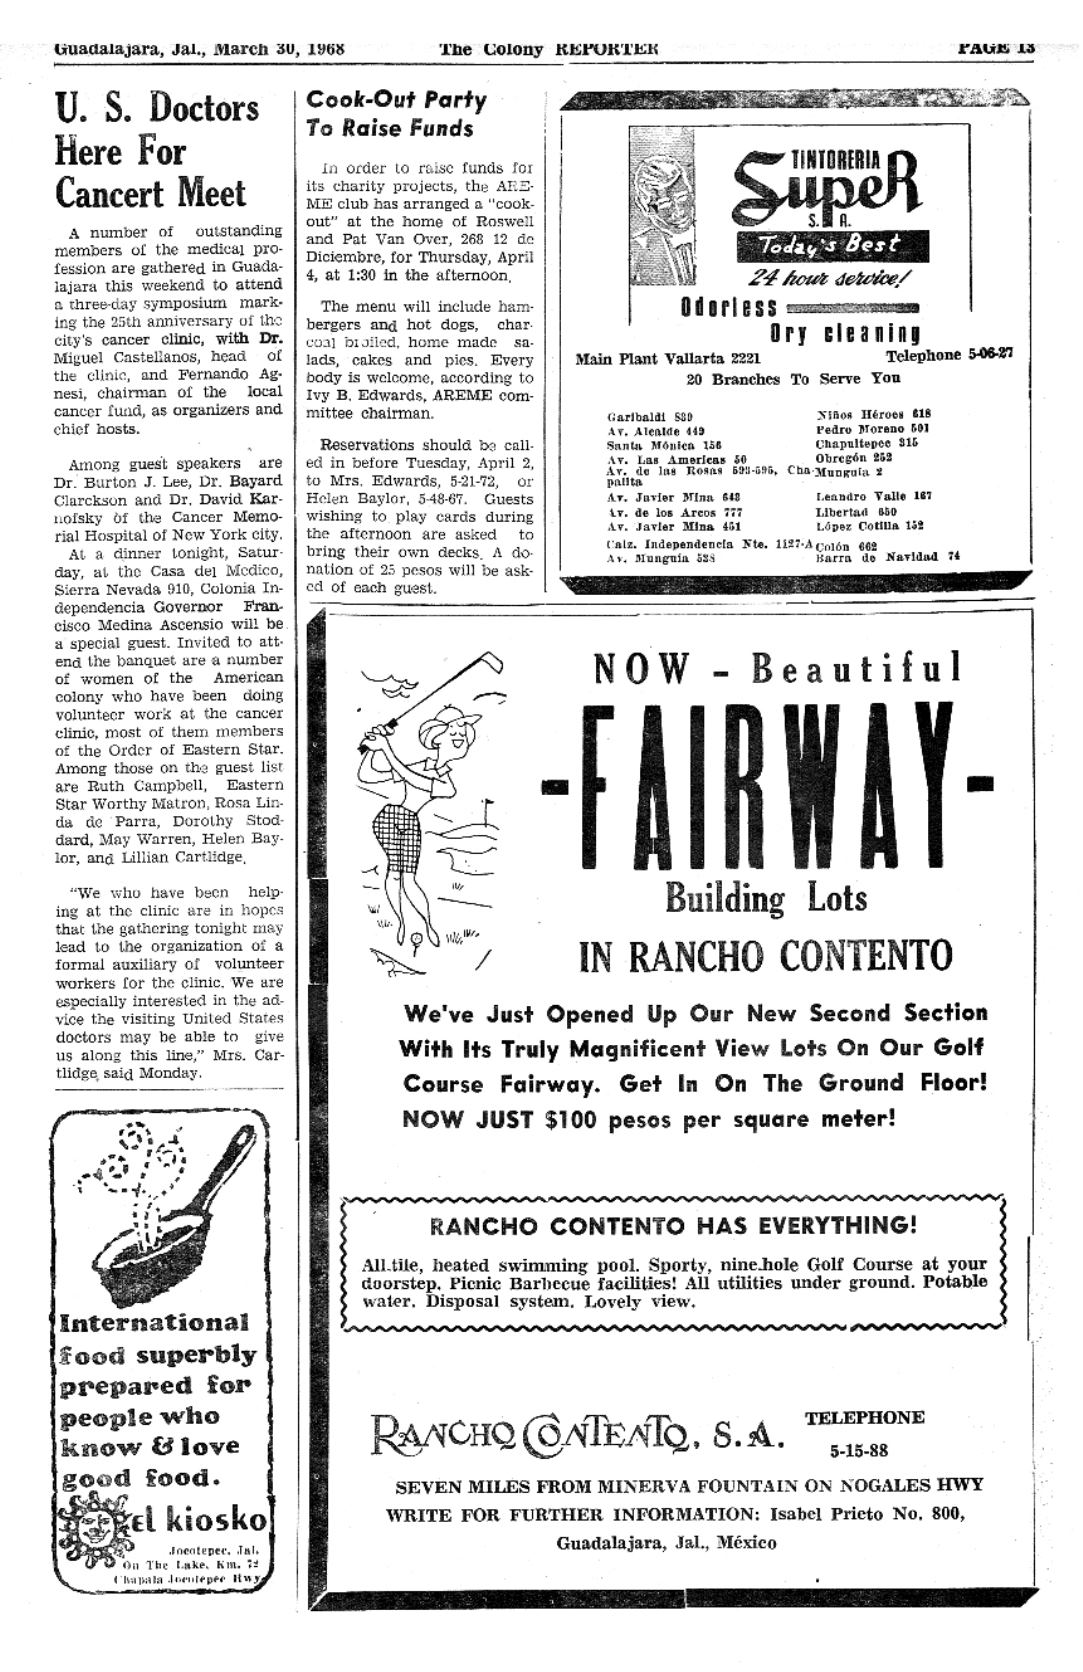 Guadalajara, Jal., March 30, 1968 The Colony REPORTER PAGE 13
U. S. Doctors
Here For
Cancert Meet
A number of outstanding
members of the medical pro-
fession are gathered in Guada-
lajara this weekend to attend
a three-day symposium mark-
ing the 25th anniversary of the
city's cancer clinic, with Dr.
Miguel Castellanos, head of
the clinic, and Fernando Ag-
nesi, chairman of the local
cancer fund, as organizers and
chief hosts.
Among guest speakers are
Dr. Burton J. Lee, Dr. Bayard
Clarckson and Dr. David Kar-
nofsky of the Cancer Memo-
rial Hospital of New York city.
At a dinner tonight, Satur-
day, at the Casa del Medico,
Sierra Nevada 910, Colonia In-
dependencia Governor Fran-
cisco Medina Ascensio will be
a special guest. Invited to att-
end the banquet are a number
of women of the American
colony who have been doing
volunteer work at the cancer
clinic, most of them members
of the Order of Eastern Star.
Among those on the guest list
are Ruth Campbell, Eastern
Star Worthy Matron, Rosa Lin-
da de Parra, Dorothy Stod-
dard, May Warren, Helen Bay-
lor, and Lillian Cartlidge.
"We who have been help-
ing at the clinic are in hopes
that the gathering tonight may
lead to the organization of a
formal auxiliary of volunteer
workers for the clinic. We are
especially interested in the ad-
vice the visiting United States
doctors may be able to give
us along this line," Mrs. Car-
tlidge said Monday.
International
food superbly
prepared for
people who
know & love
good food.
El kiosko
Jocotepec, Jal.
On The Lake, Km. 72
Chapala Jocotepec Hwy.
Cook-Out Party
To Raise Funds
In order to raise funds for
its charity projects, the ARE-
ME club has arranged a "cook-
out" at the home of Roswell
and Pat Van Over, 268 12 de
Diciembre, for Thursday, April
4, at 1:30 in the afternoon.
The menu will include ham-
bergers and hot dogs, char-
coal broiled, home made sa-
lads, cakes and pies. Every
body is welcome, according to
Ivy B. Edwards, AREME com-
mittee chairman.
Reservations should be call-
ed in before Tuesday, April 2,
to Mrs. Edwards, 5-21-72, or
Helen Baylor, 5-48-67. Guests
wishing to play cards during
the afternoon are asked to
bring their own decks. A do-
nation of 25 pesos will be ask-
ed of each guest.
TINTORERIA
SupeR
S. A.
Today's Best
24 hour service!
Odorless
Dry cleaning
Main Plant Vallarta 2221 Telephone 5-06-27
20 Branches To Serve You
Garibaldi 830
Av. Alcalde 449
Santa Mónica 156
Av. Las Americas 50
Av. de las Rosas 593-595, Cha-
palita
Av. Javier Mina 648
Av. de los Arcos 777
Av. Javier Mina 451
Calz. Independencia Nte. 1127-A
Av. Munguía 538
Niños Héroes 618
Pedro Moreno 501
Chapultepec 315
Obregón 252
Munguía 2
Leandro Valle 167
Libertad 650
López Cotilla 152
Colón 662
Barra de Navidad 74
NOW - Beautiful
-FAIRWAY-
Building Lots
IN RANCHO CONTENTO
We've Just Opened Up Our New Second Section
With Its Truly Magnificent View Lots On Our Golf
Course Fairway. Get In On The Ground Floor!
NOW JUST $100 pesos per square meter!
RANCHO CONTENTO HAS EVERYTHING!
All-tile, heated swimming pool. Sporty, nine-hole Golf Course at your
doorstep. Picnic Barbecue facilities! All utilities under ground. Potable
water. Disposal system. Lovely view.
RANCHO CONTENTO, S.A.
TELEPHONE
5-15-88
SEVEN MILES FROM MINERVA FOUNTAIN ON NOGALES HWY
WRITE FOR FURTHER INFORMATION: Isabel Prieto No. 800,
Guadalajara, Jal., México